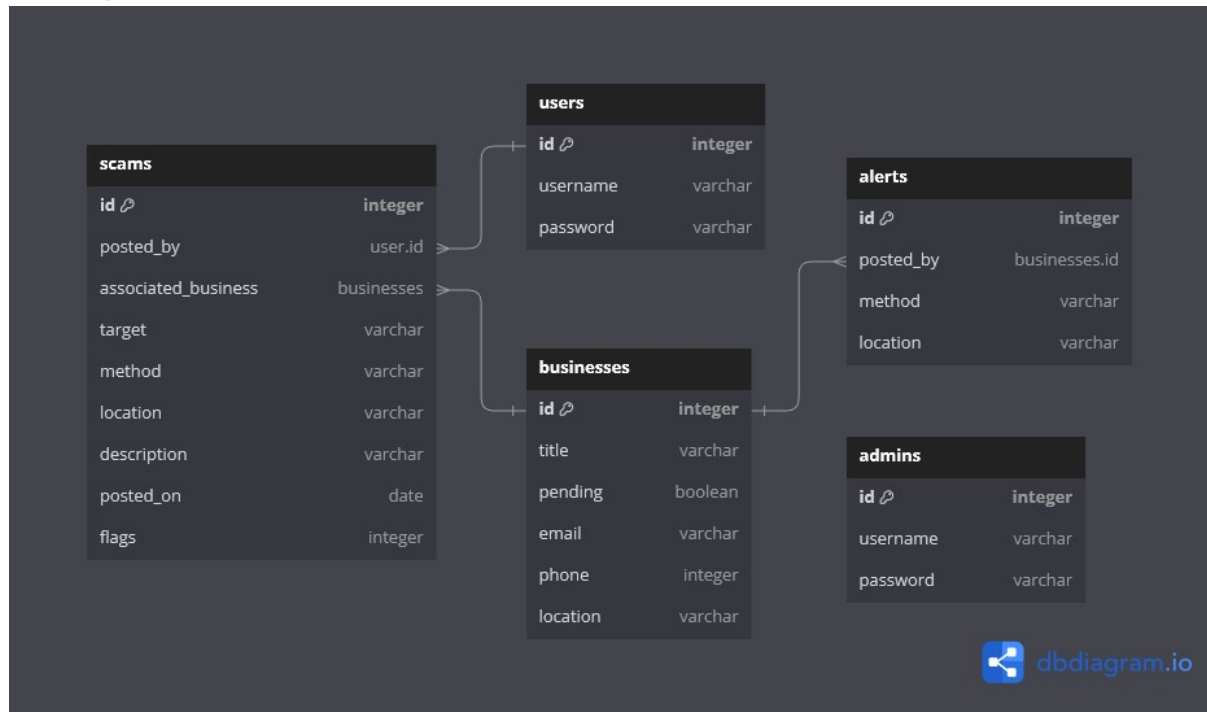 scams
id integer
posted_by user.id
associated_business businesses
target varchar
method varchar
location varchar
description varchar
posted_on date
flags integer
users
id integer
username varchar
password varchar
businesses
id integer
title varchar
pending boolean
email varchar
phone integer
location varchar
alerts
id integer
posted_by businesses.id
method varchar
location varchar
admins
id integer
username varchar
password varchar
dbdiagram.io